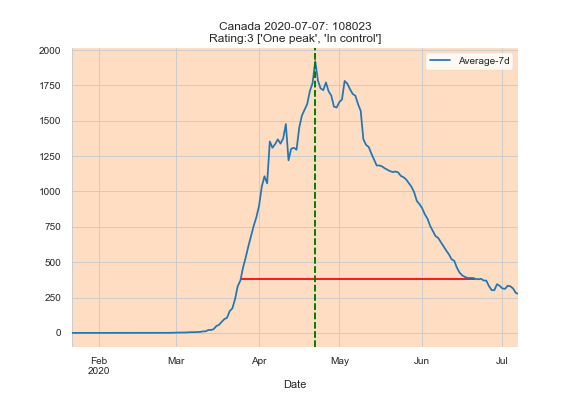 Canada 2020-07-07: 108023
Rating:3 ['One peak', 'In control']
2000
Average-7d
1750
1500
1250
1000
750
500
250
0
Feb Mar Apr May Jun Jul
2020
Date